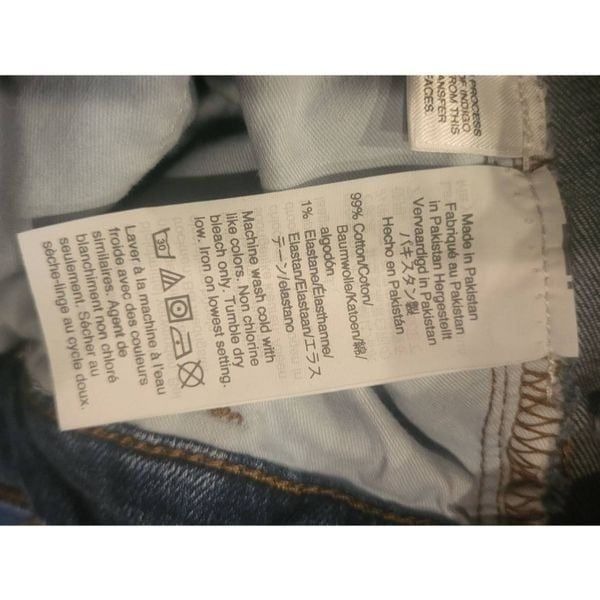 PROCESS
OF INDIGO
FROM THIS
TRANSFER
FACES
Made in Pakistan
Fabriqué au Pakistan
in Pakistan Hergestellt
Vervaardigd in Pakistan
パキスタン製
Hecho en Pakistán
99% Cotton/Coton/
Baumwolle/Katoen/綿/
algodón
1% Elastane/Élasthanne/
Elastan/Elastaan/エラス
テーン/elastano
Machine wash cold with
like colors. Non chlorine
bleach only. Tumble dry
low. Iron on lowest setting.
30
Laver à la machine à l'eau
froide avec des couleurs
similaires. Agent de
blanchiment non chloré
seulement. Sécher au
sèche-linge au cycle doux.